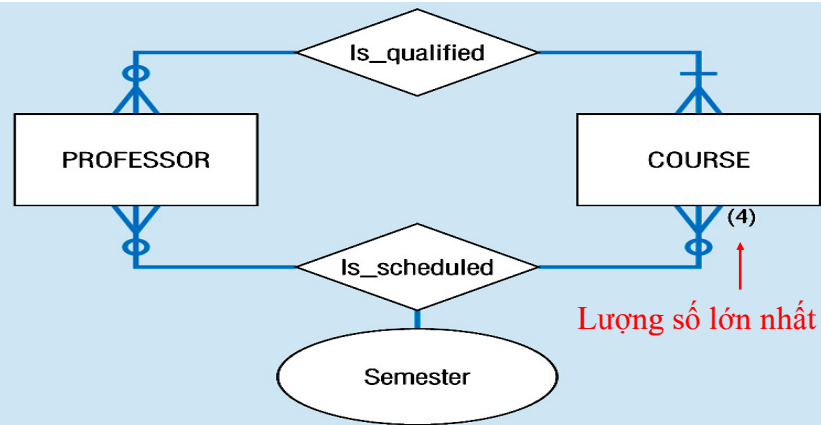 Is_qualified
PROFESSOR
COURSE
(4)
Is_scheduled
Lượng số lớn nhất
Semester